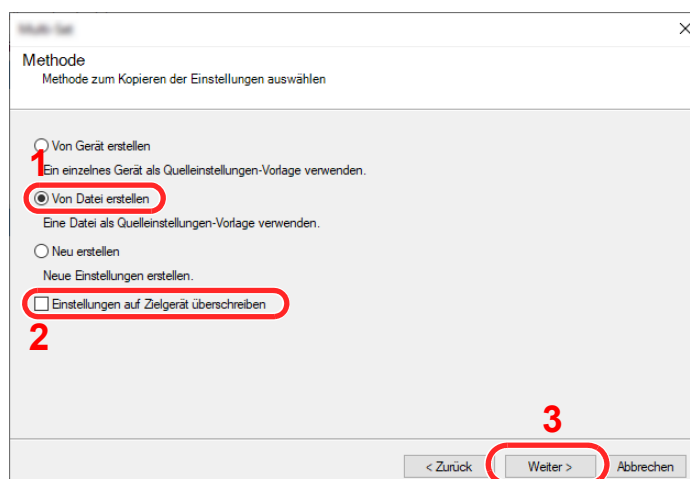 Methode
Methode zum Kopieren der Einstellungen auswählen
Von Gerät erstellen
1
Ein einzelnes Gerät als Quelleinstellungen-Vorlage verwenden.
Von Datei erstellen
Eine Datei als Quelleinstellungen-Vorlage verwenden.
Neu erstellen
Neue Einstellungen erstellen.
Einstellungen auf Zielgerät überschreiben
2
3
< Zurück Weiter > Abbrechen